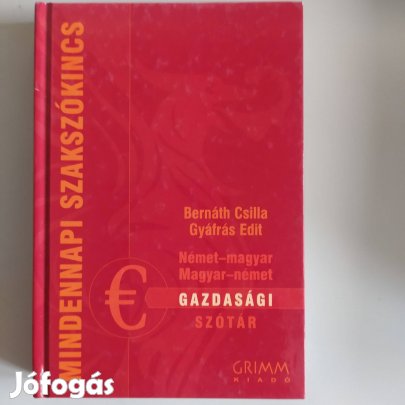 MINDENNAPI SZAKSZÓKINCS
Bernáth Csilla
Gyáfrás Edit
Német–magyar
Magyar–német
€
GAZDASÁGI
SZÓTÁR
GRIMM
KIADÓ
Jófogás